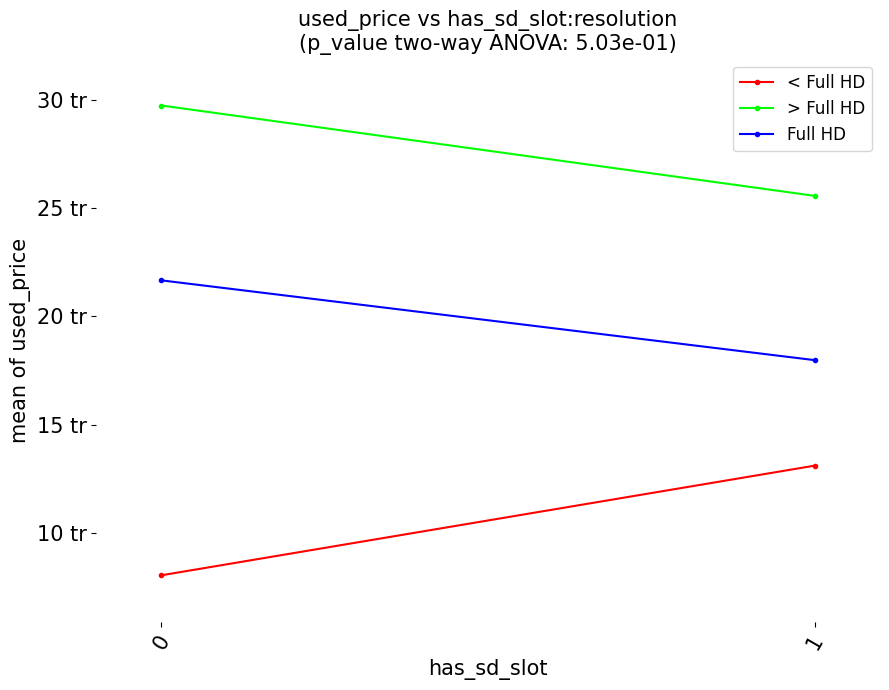 used_price vs has_sd_slot:resolution
(p_value two-way ANOVA: 5.03e-01)
< Full HD
> Full HD
Full HD
30 tr
25 tr
20 tr
15 tr
10 tr
mean of used_price
0
1
has_sd_slot